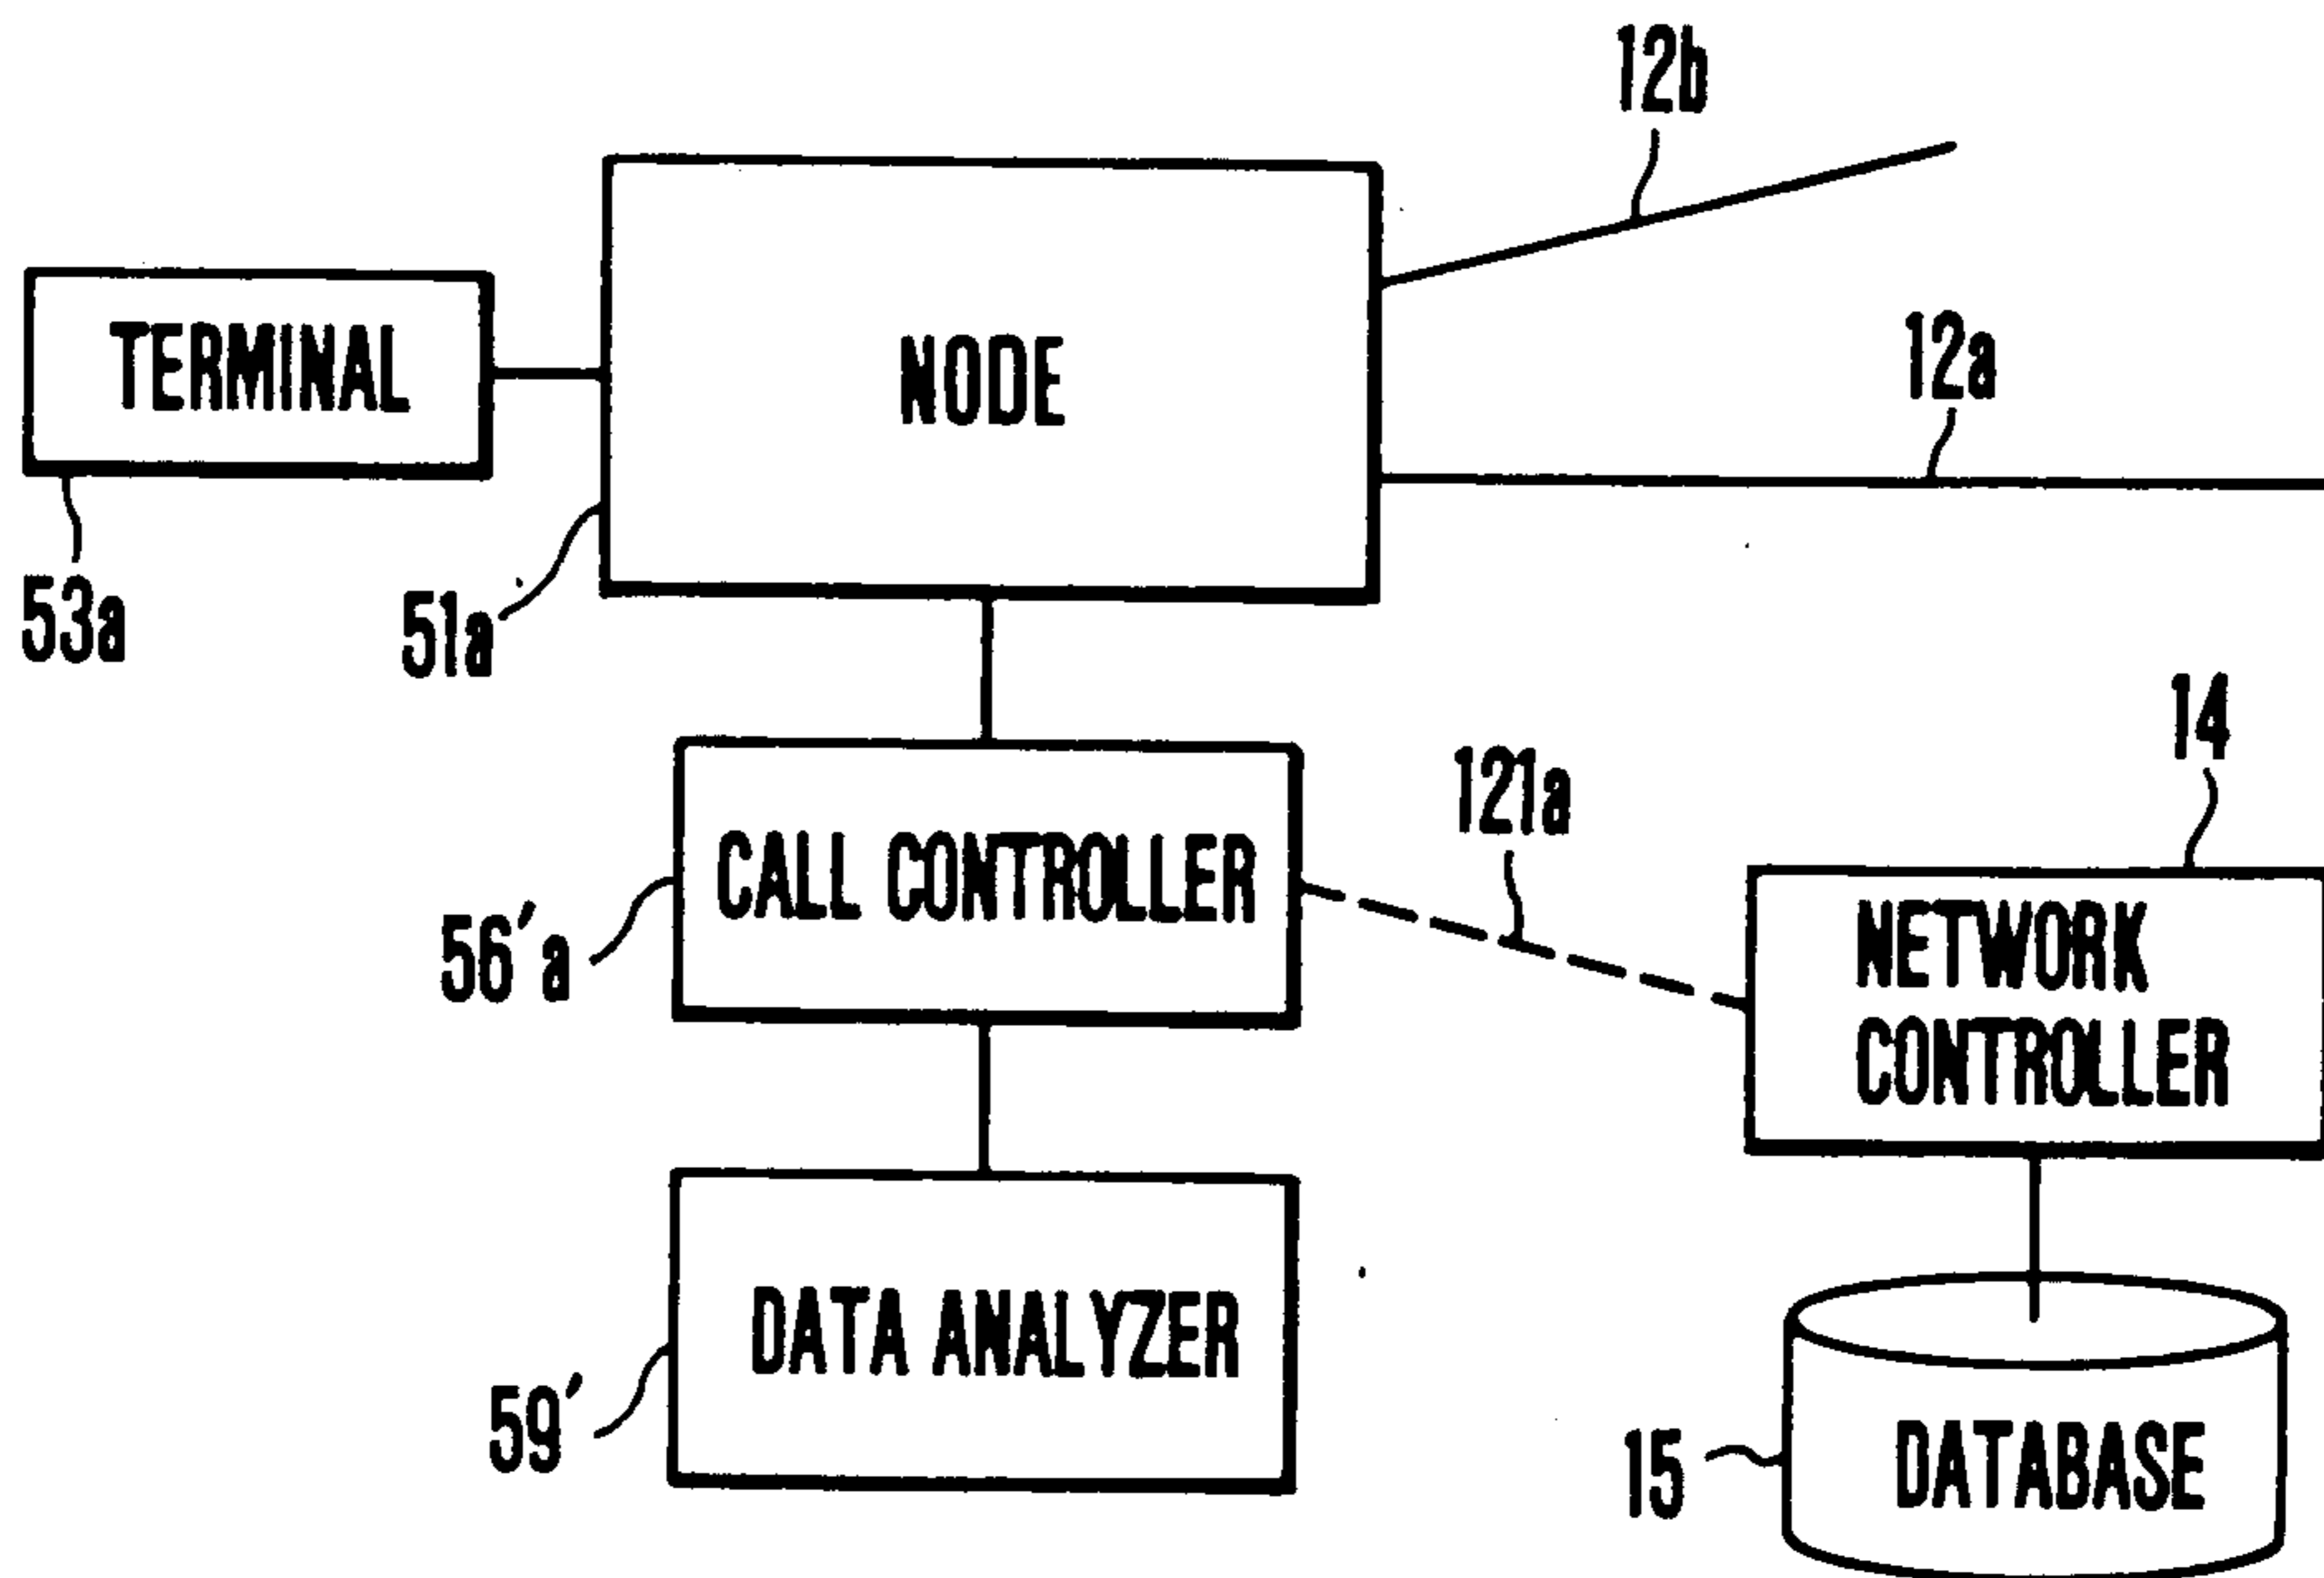 12b
TERMINAL
NODE
12a
53a
51a
14
121a
CALL CONTROLLER
56'a
NETWORK
CONTROLLER
DATA ANALYZER
59'
15
DATABASE